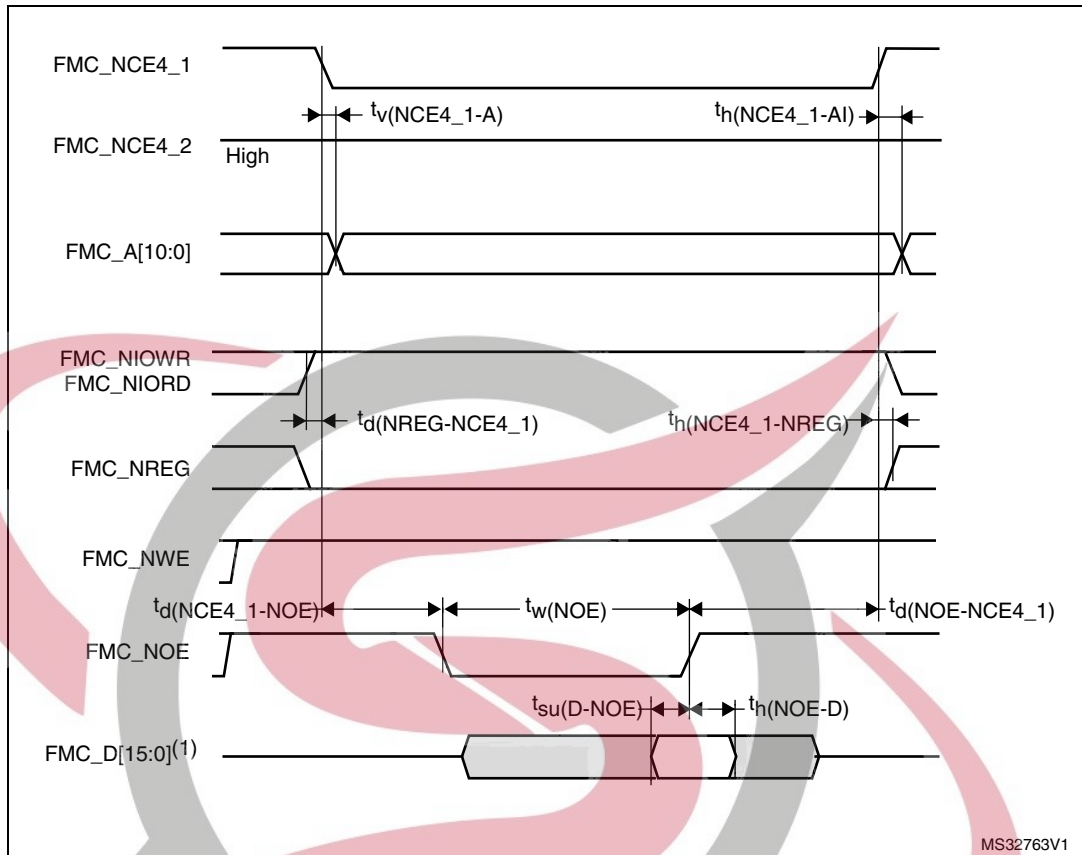 FMC_NCE4_1
tv(NCE4_1-A)
th(NCE4_1-AI)
FMC_NCE4_2
High
FMC_A[10:0]
FMC_NIOWR
FMC_NIORD
td(NREG-NCE4_1)
th(NCE4_1-NREG)
FMC_NREG
FMC_NWE
td(NCE4_1-NOE)
tw(NOE)
td(NOE-NCE4_1)
FMC_NOE
tsu(D-NOE)
th(NOE-D)
FMC_D[15:0](1)
MS32763V1